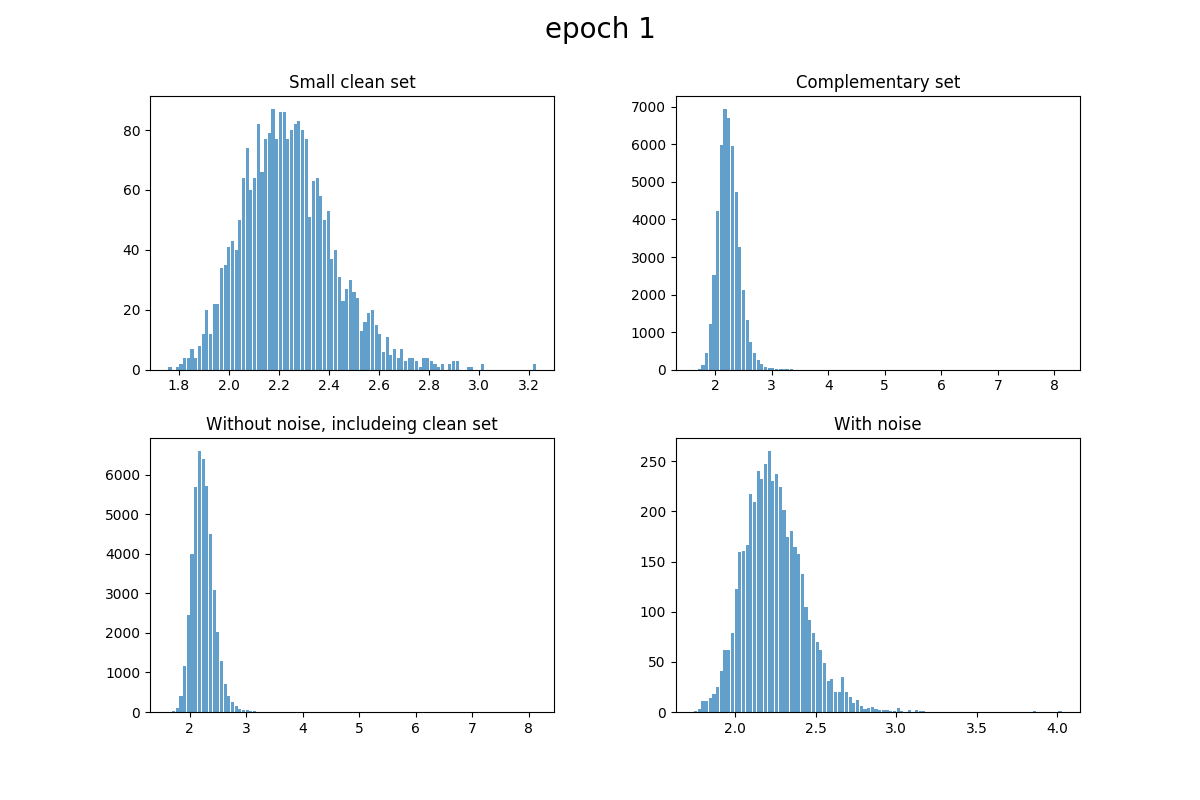 epoch 1
Small clean set
80
60
40
20
0
1.8 2.0 2.2 2.4 2.6 2.8 3.0 3.2
Complementary set
7000
6000
5000
4000
3000
2000
1000
0
2 3 4 5 6 7 8
Without noise, includeing clean set
6000
5000
4000
3000
2000
1000
0
2 3 4 5 6 7 8
With noise
250
200
150
100
50
0
2.0 2.5 3.0 3.5 4.0